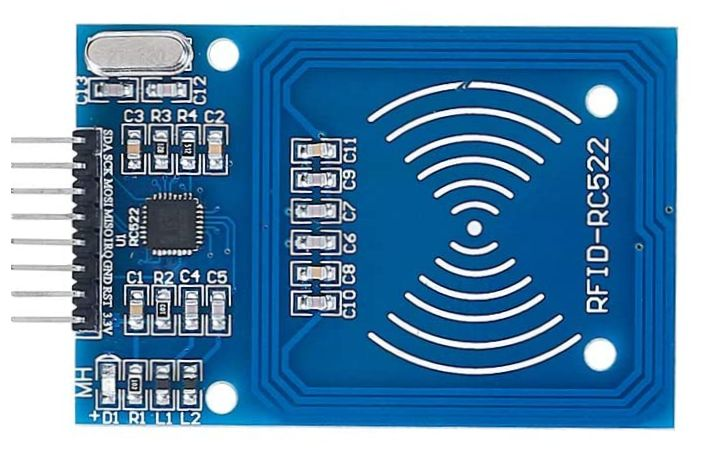 C13
C12
C3 R3 R4 C2
SDA SCK MOSI MISO IRQ GND RST 3.3V
U1
RC522
C1 R2 C4 C5
MH
+D1 R1 L1 L2
C11
C9
C7
C6
C8
C10
RFID-RC522